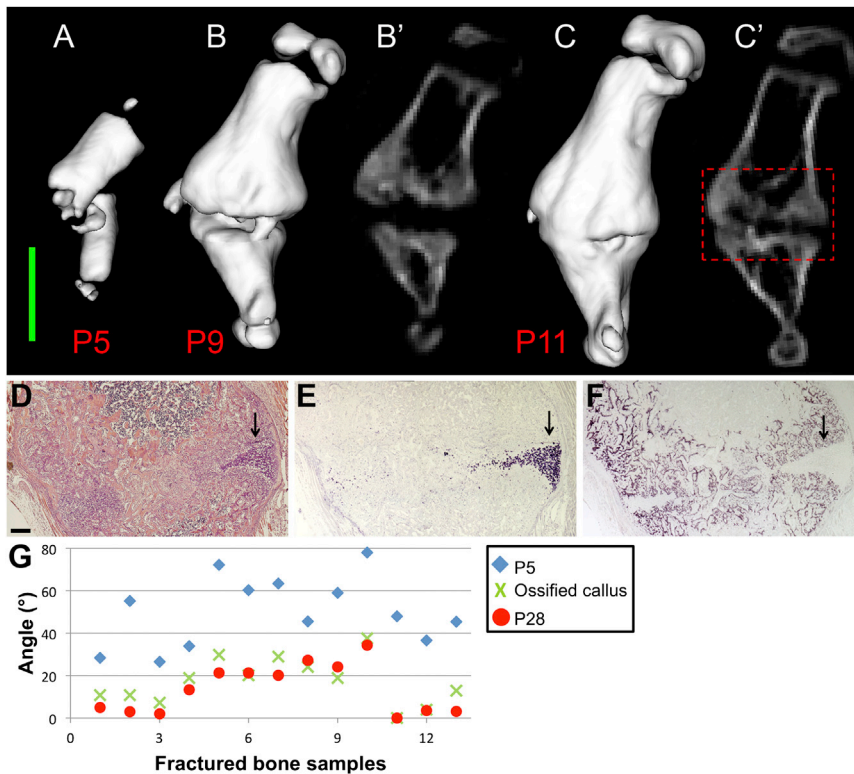 A B B' C C'
P5 P9 P11
D E F
G
80
60
40
20
0
Angle (°)
0 3 6 9 12
Fractured bone samples
P5
Ossified callus
P28